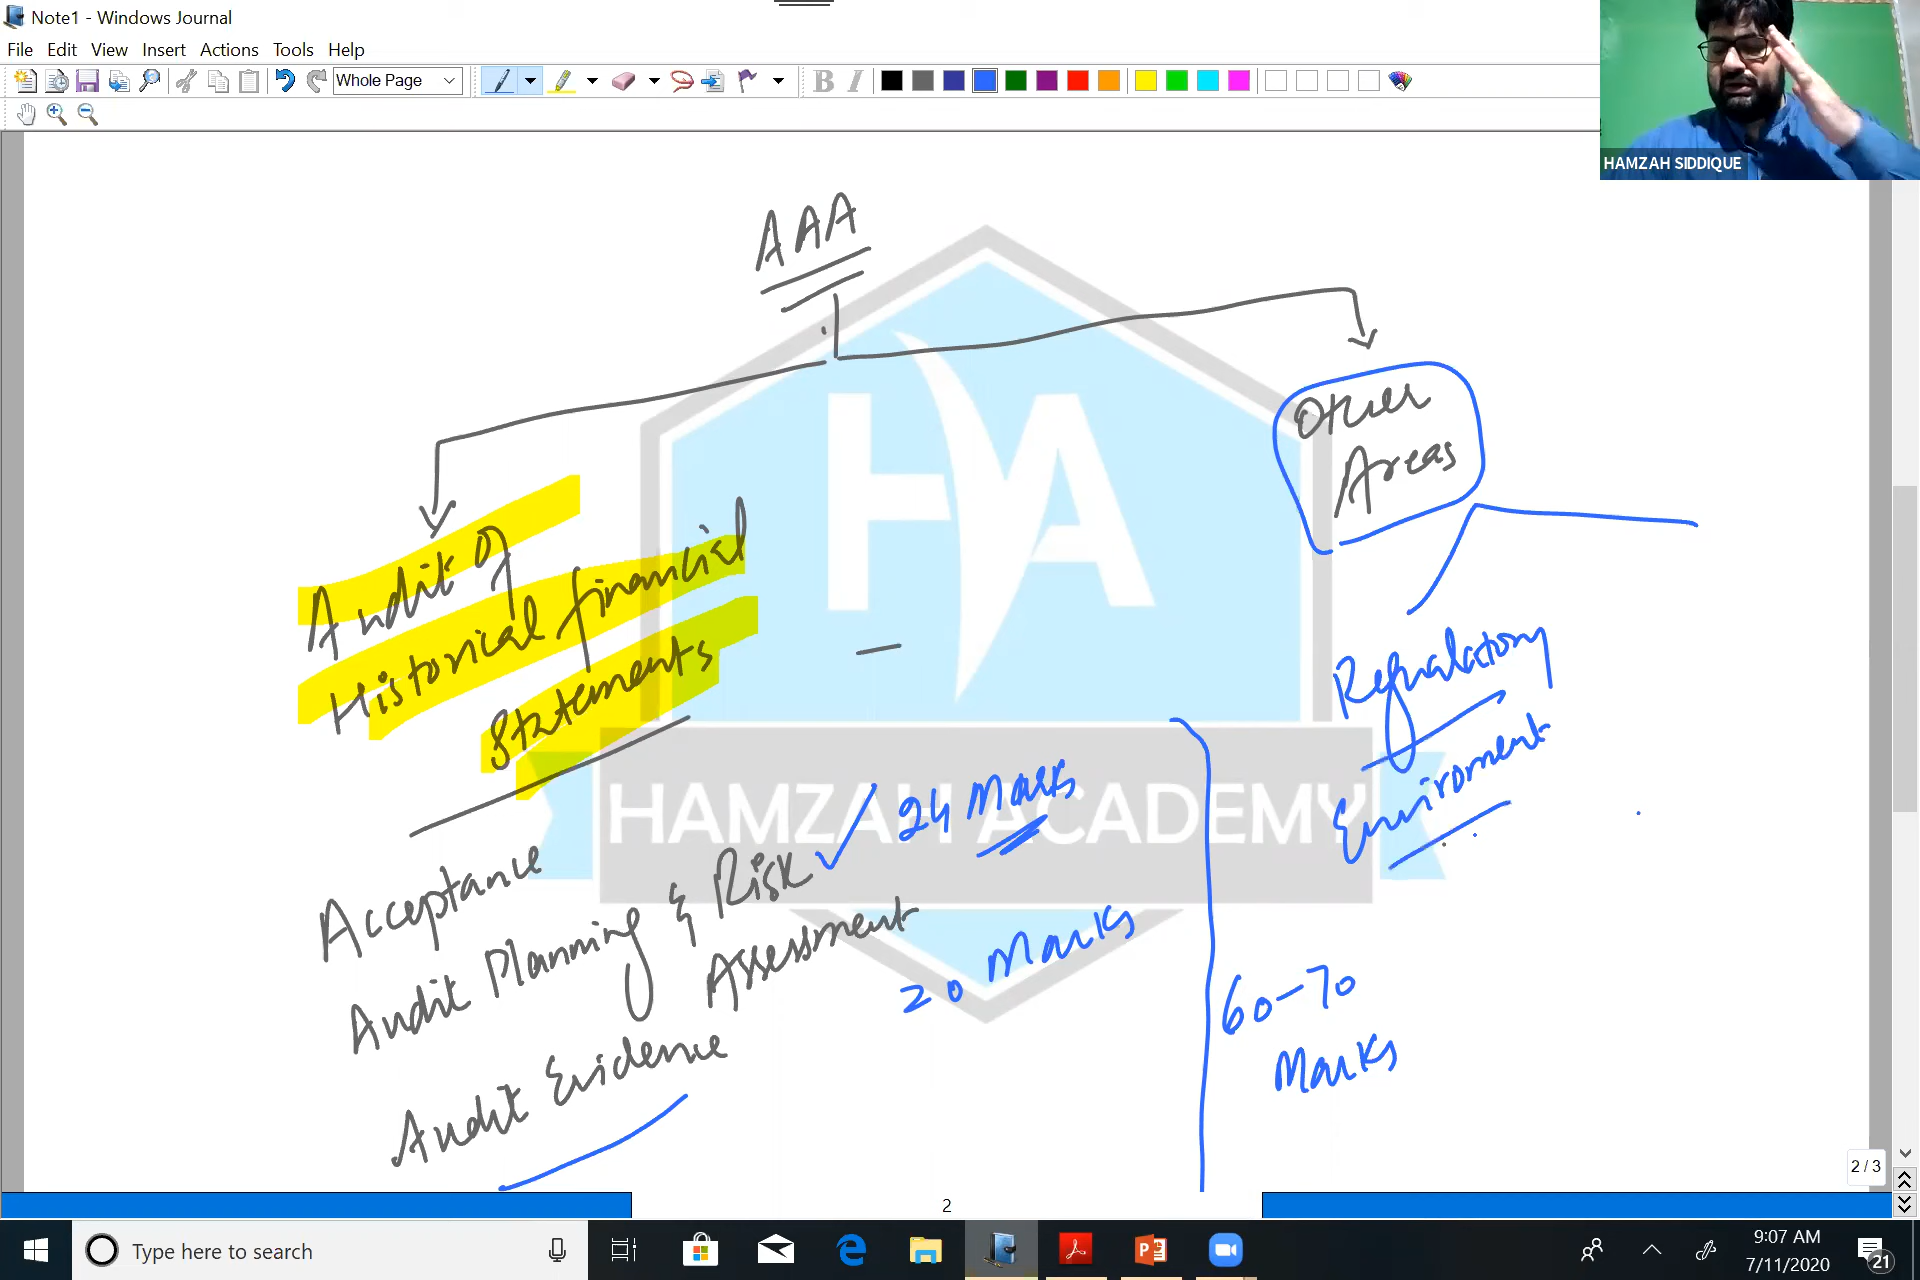 Note1 - Windows Journal
File Edit View Insert Actions Tools Help
Whole Page
B I
HAMZAH SIDDIQUE
AAA
Other
Areas
Audit of
Historical financial
Statements
Regualatory
Enviroment
HAMZAH ACADEMY
24 Marks
Acceptance
Audit Planning & Risk
Assessment
20 Marks
Audit Evidence
60-70
Marks
2 / 3
2
Type here to search
9:07 AM
7/11/2020
21